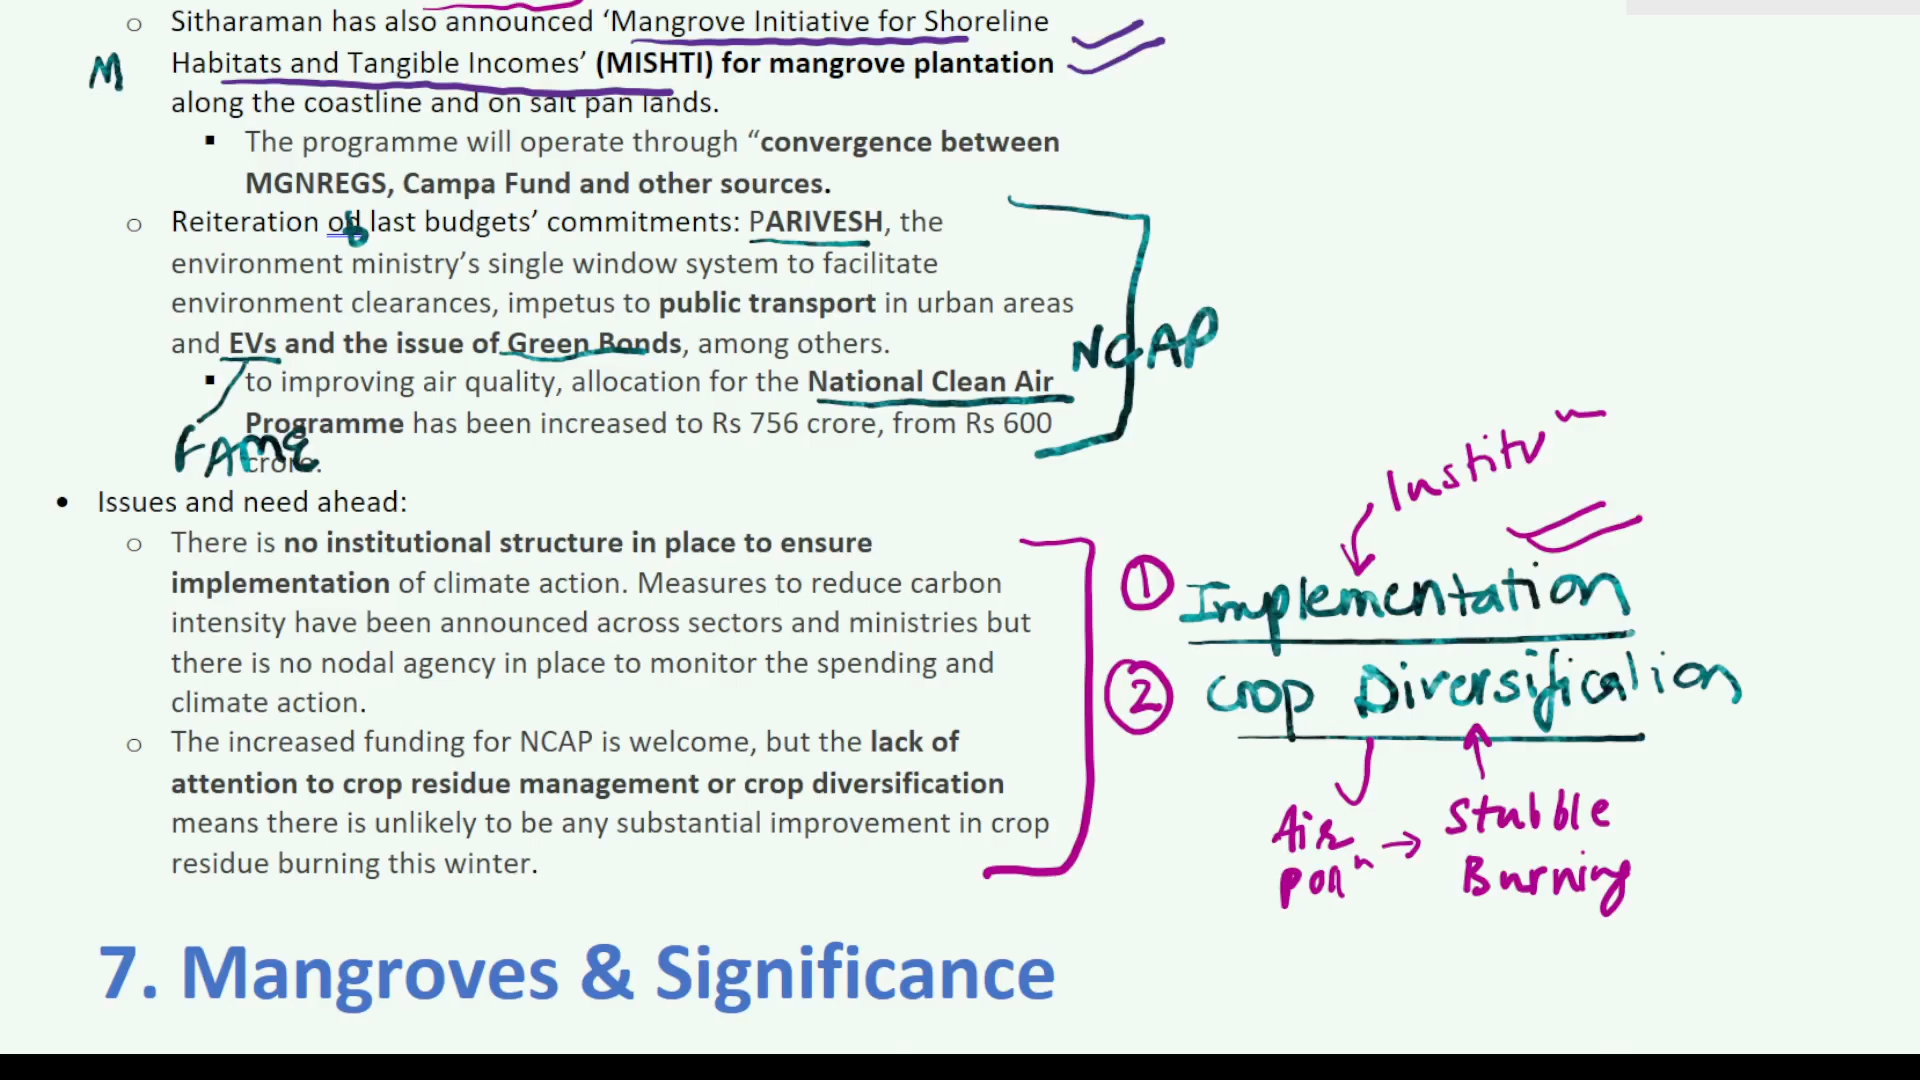 ○ Sitharaman has also announced ‘Mangrove Initiative for Shoreline
M
Habitats and Tangible Incomes’ (MISHTI) for mangrove plantation
along the coastline and on salt pan lands.
▪ The programme will operate through “convergence between
MGNREGS, Campa Fund and other sources.
○ Reiteration of last budgets’ commitments: PARIVESH, the
environment ministry’s single window system to facilitate
environment clearances, impetus to public transport in urban areas
and EVs and the issue of Green Bonds, among others.
NCAP
▪ to improving air quality, allocation for the National Clean Air
Programme has been increased to Rs 756 crore, from Rs 600
crore.
FAME
• Issues and need ahead:
○ There is no institutional structure in place to ensure
implementation of climate action. Measures to reduce carbon
intensity have been announced across sectors and ministries but
there is no nodal agency in place to monitor the spending and
climate action.
○ The increased funding for NCAP is welcome, but the lack of
attention to crop residue management or crop diversification
means there is unlikely to be any substantial improvement in crop
residue burning this winter.
Institu n
① Implementation
② Crop Diversification
Air
Poll n → Stubble
Burning
7. Mangroves & Significance